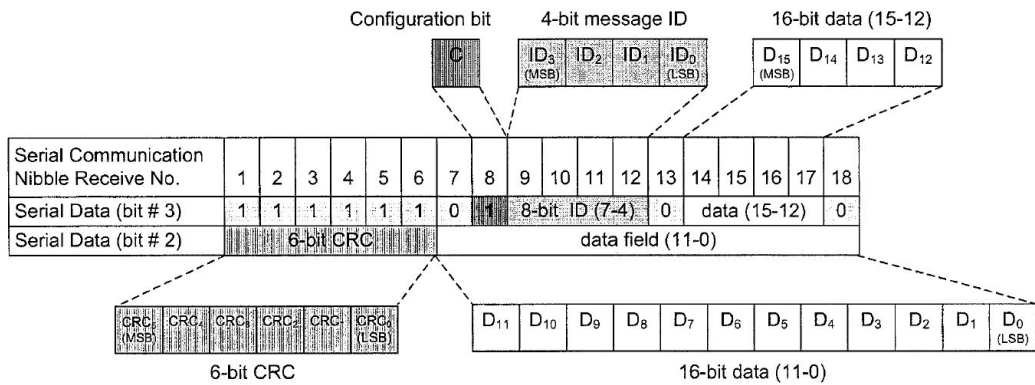 Configuration bit 4-bit message ID 16-bit data (15-12)
C ID₃ ID₂ ID₁ ID₀ D₁₅ D₁₄ D₁₃ D₁₂
(MSB) (LSB) (MSB)
Serial Communication
Nibble Receive No. 1 2 3 4 5 6 7 8 9 10 11 12 13 14 15 16 17 18
Serial Data (bit # 3) 1 1 1 1 1 1 0 1 8-bit ID (7-4) 0 data (15-12) 0
Serial Data (bit # 2) 6-bit CRC data field (11-0)
CRC₅ CRC₄ CRC₃ CRC₂ CRC₁ CRC₀ D₁₁ D₁₀ D₉ D₈ D₇ D₆ D₅ D₄ D₃ D₂ D₁ D₀
(MSB) (LSB) (LSB)
6-bit CRC 16-bit data (11-0)